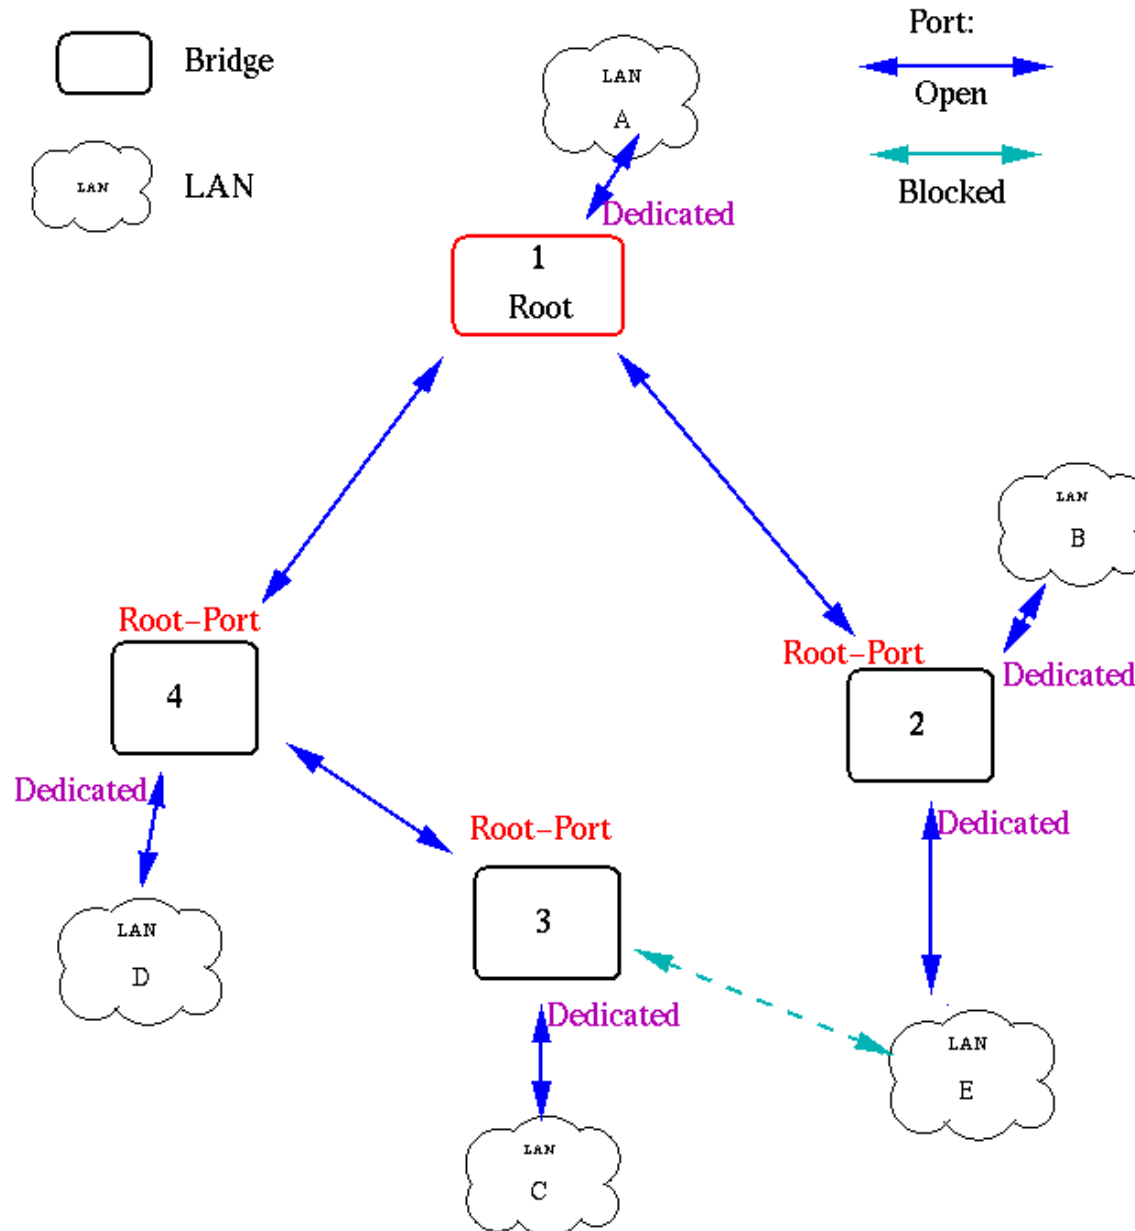 Bridge
LAN
LAN
Port:
Open
Blocked
LAN
A
Dedicated
1
Root
LAN
B
Root-Port
Root-Port
Dedicated
4
2
Dedicated
Root-Port
Dedicated
3
LAN
D
Dedicated
LAN
E
LAN
C